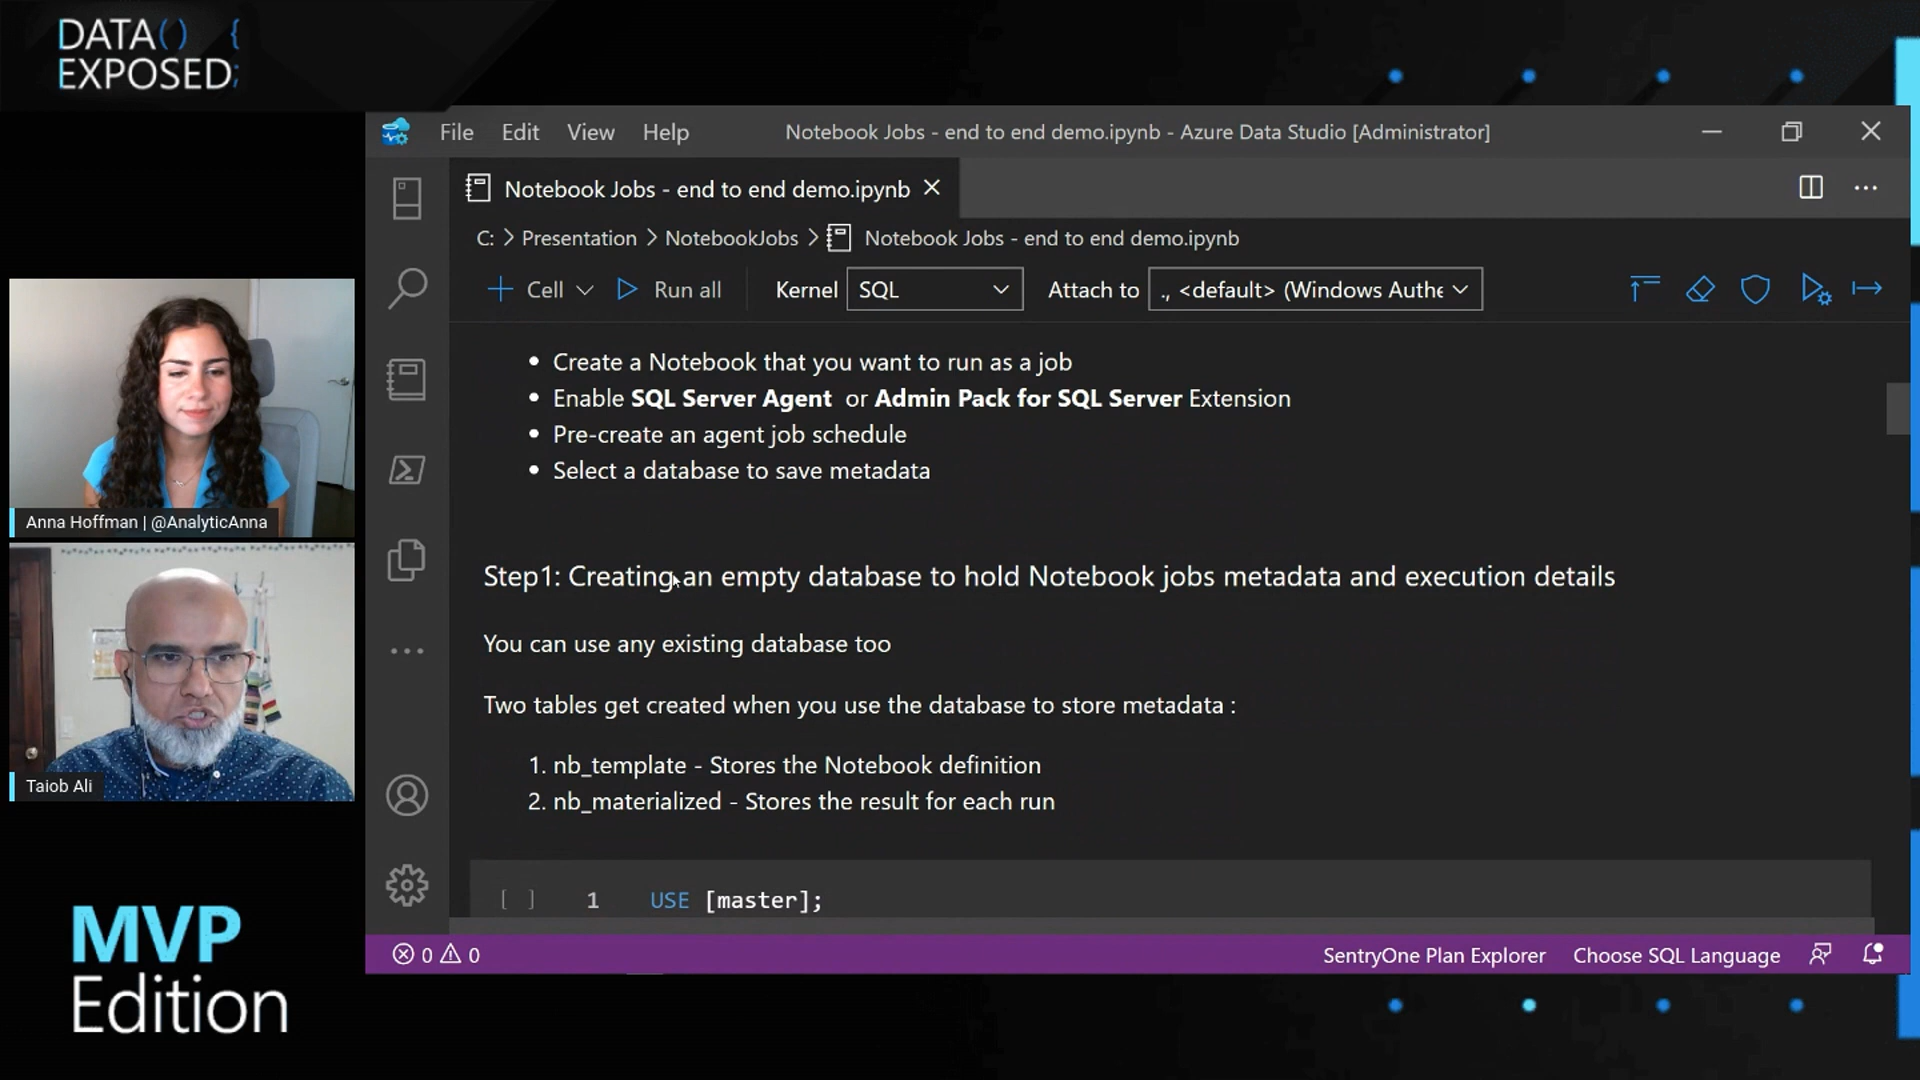 DATA() {
EXPOSED;
File Edit View Help Notebook Jobs - end to end demo.ipynb - Azure Data Studio [Administrator]
Notebook Jobs - end to end demo.ipynb
C: > Presentation > NotebookJobs > Notebook Jobs - end to end demo.ipynb
Cell Run all Kernel SQL Attach to ., <default> (Windows Authe
• Create a Notebook that you want to run as a job
• Enable SQL Server Agent or Admin Pack for SQL Server Extension
• Pre-create an agent job schedule
• Select a database to save metadata
Step1: Creating an empty database to hold Notebook jobs metadata and execution details
You can use any existing database too
Two tables get created when you use the database to store metadata :
1. nb_template - Stores the Notebook definition
2. nb_materialized - Stores the result for each run
[ ] 1 USE [master];
0 0 SentryOne Plan Explorer Choose SQL Language
Anna Hoffman | @AnalyticAnna
Taiob Ali
MVP
Edition